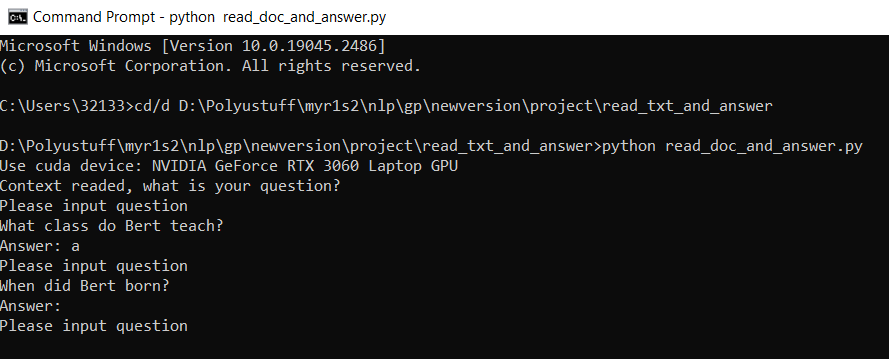 Command Prompt - python  read_doc_and_answer.py
Microsoft Windows [Version 10.0.19045.2486]
(c) Microsoft Corporation. All rights reserved.
C:\Users\32133>cd/d D:\Polyustuff\myr1s2\nlp\gp\newversion\project\read_txt_and_answer
D:\Polyustuff\myr1s2\nlp\gp\newversion\project\read_txt_and_answer>python read_doc_and_answer.py
Use cuda device: NVIDIA GeForce RTX 3060 Laptop GPU
Context readed, what is your question?
Please input question
What class do Bert teach?
Answer: a
Please input question
When did Bert born?
Answer:
Please input question